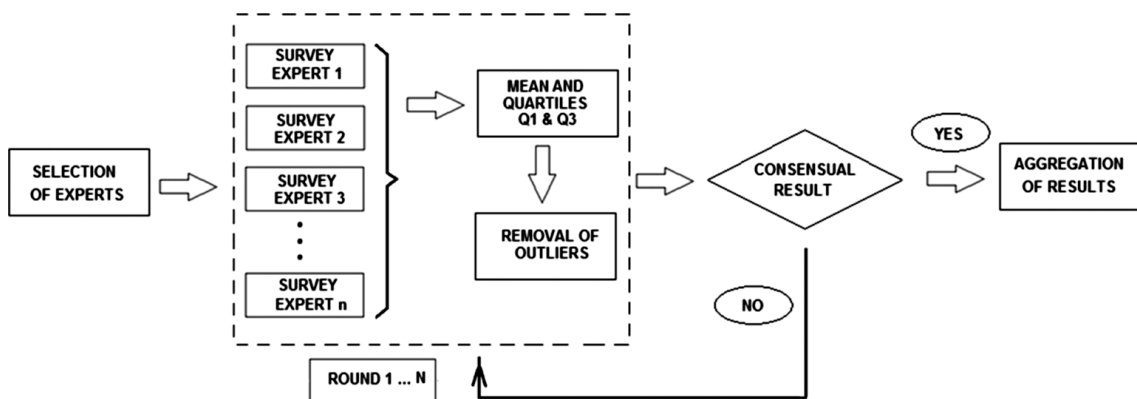 SELECTION
OF EXPERTS
SURVEY
EXPERT 1
SURVEY
EXPERT 2
SURVEY
EXPERT 3
SURVEY
EXPERT n
MEAN AND
QUARTILES
Q1 & Q3
REMOVAL OF
OUTLIERS
CONSENSUAL
RESULT
YES
AGGREGATION
OF RESULTS
NO
ROUND 1 ... N